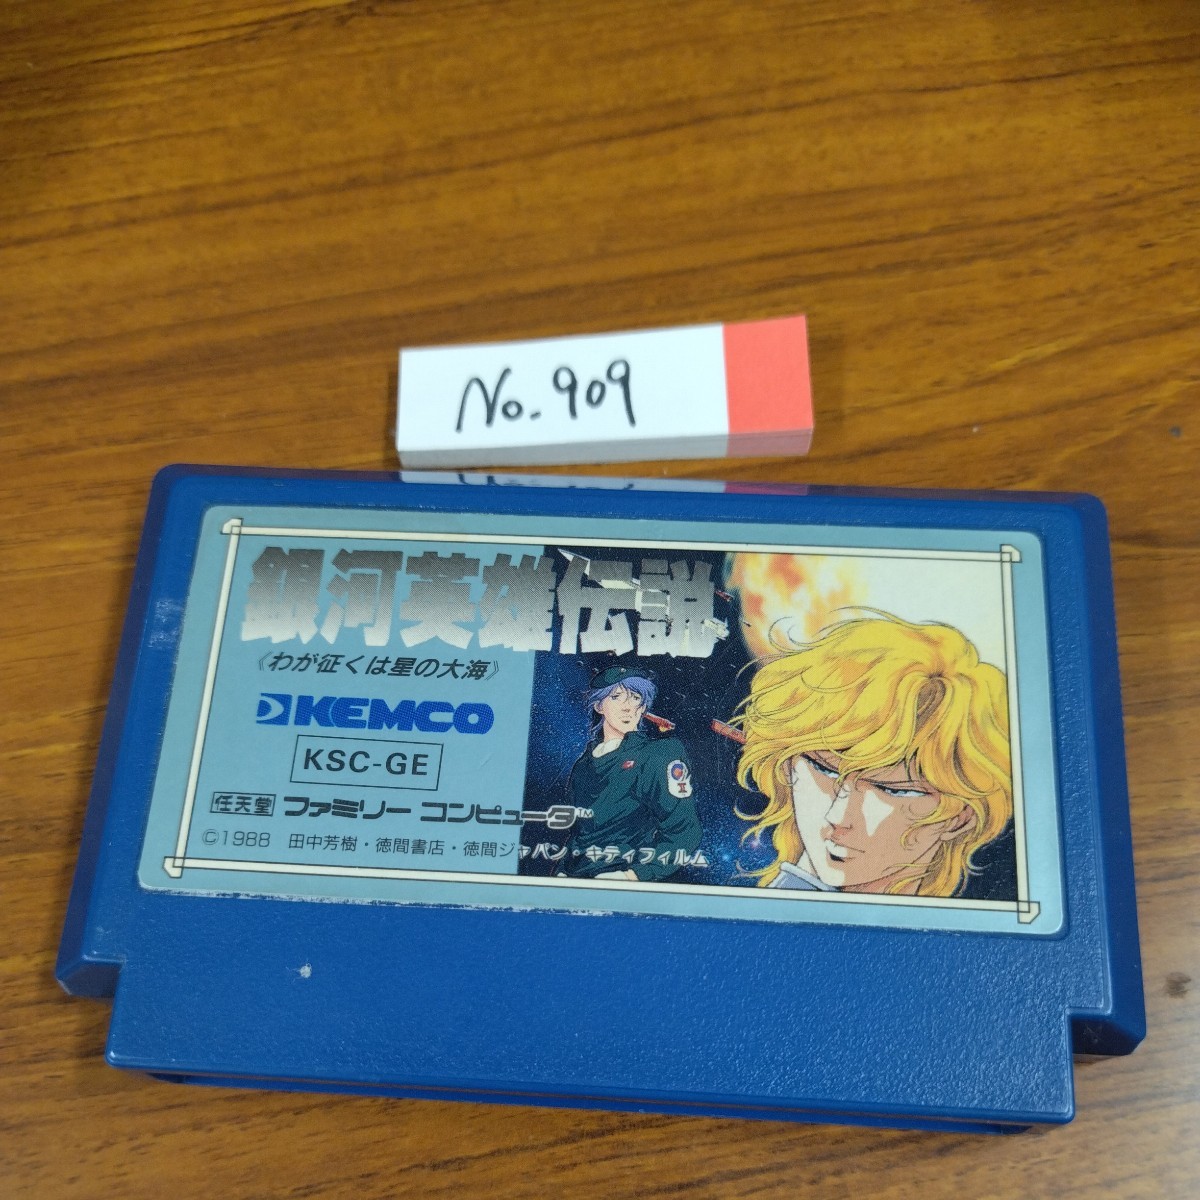 No. 909
銀河英雄伝説
《わが征くは星の大海》
KEMCO
KSC-GE
任天堂 ファミリー コンピュータ™
©1988 田中芳樹・徳間書店・徳間ジャパン・キティフィルム